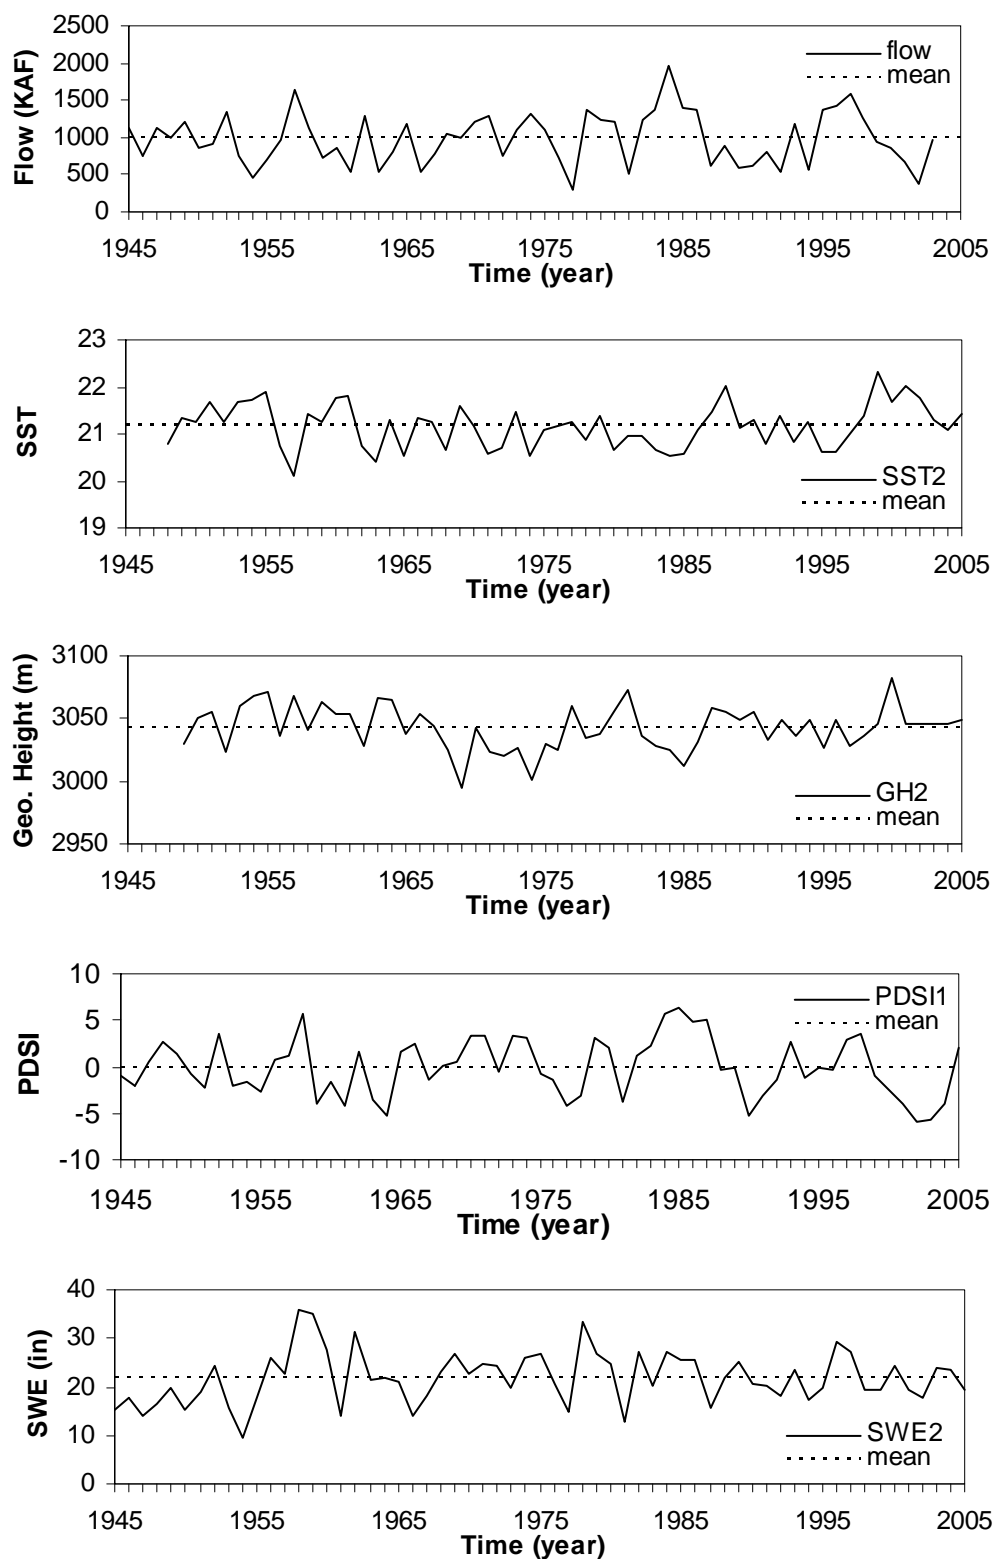 2500
2000
1500
1000
500
0
Flow (KAF)
flow
mean
1945 1955 1965 1975 1985 1995 2005
Time (year)
23
22
21
20
19
SST
SST2
mean
1945 1955 1965 1975 1985 1995 2005
Time (year)
3100
3050
3000
2950
Geo. Height (m)
GH2
mean
1945 1955 1965 1975 1985 1995 2005
Time (year)
10
5
0
-5
-10
PDSI
PDSI1
mean
1945 1955 1965 1975 1985 1995 2005
Time (year)
40
30
20
10
0
SWE (in)
SWE2
mean
1945 1955 1965 1975 1985 1995 2005
Time (year)